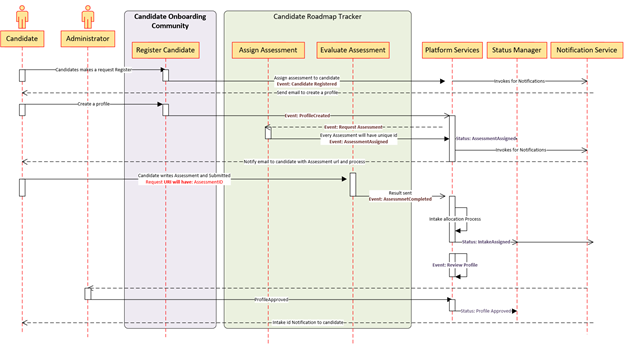 Candidate Onboarding
Community
Candidate Roadmap Tracker
Candidate
Administrator
Register Candidate
Assign Assessment
Evaluate Assessment
Platform Services
Status Manager
Notification Service
Candidates makes a request Register
Assign assessment to candidate
Event: Candidate Registered
Invokes for Notifications
Send email to create a profile
Create a profile
Event: ProfileCreated
Event: Request Assessment
Every Assessment will have unique id
Event: AssessmentAssigned
Status: AssessmentAssigned
Invokes for Notifications
Notify email to candidate with Assessment url and process
Candidate writes Assessment and Submitted
Request URI will have: AssessmentID
Result sent
Event: AssesmnetCompleted
Intake allocation Process
Status: IntakeAssigned
Event: Review Profile
ProfileApproved
Status: Profile Approved
Intake id Notification to candidate